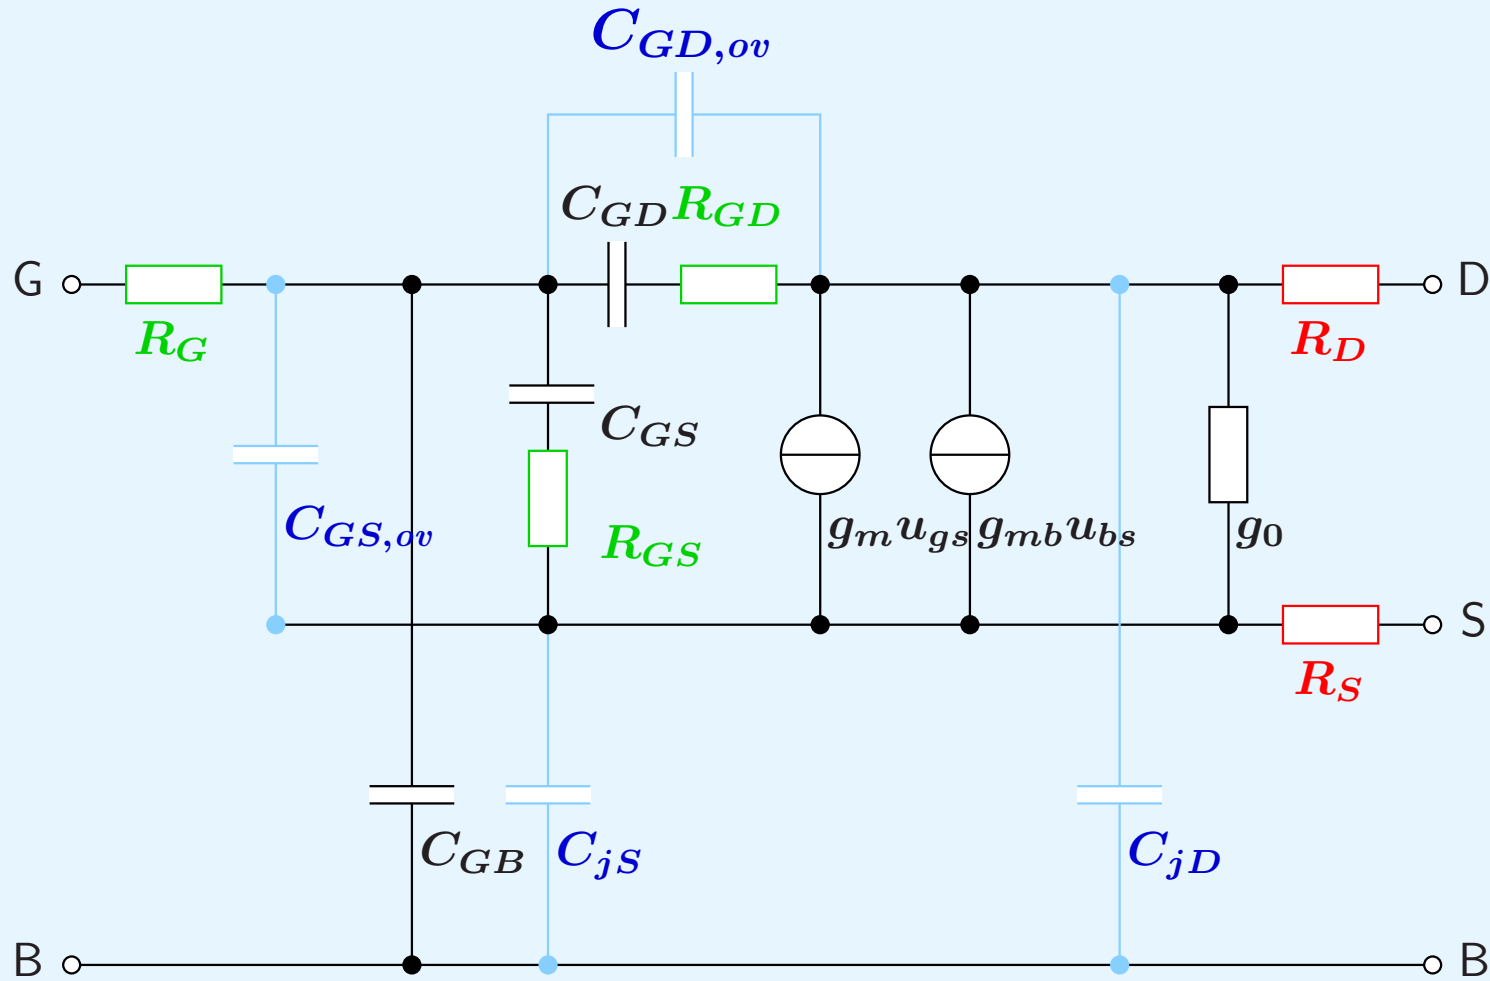 C_{GD,ov}
C_{GD} R_{GD}
G
D
R_G
R_D
C_{GS}
C_{GS,ov}
R_{GS}
g_m u_{gs} g_{mb} u_{bs}
g_0
S
R_S
C_{GB}
C_{jS}
C_{jD}
B
B